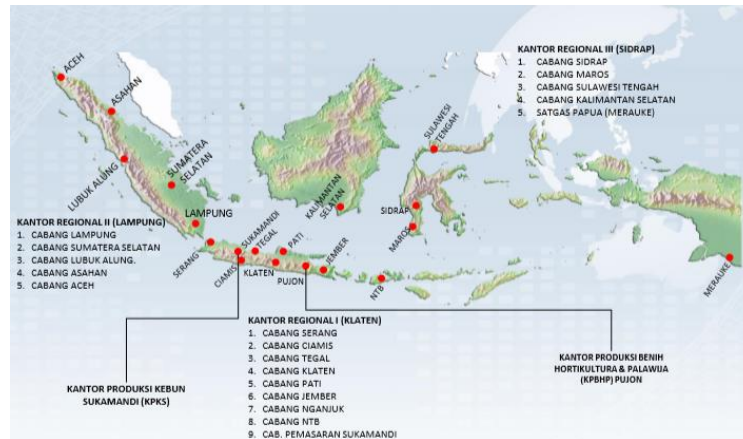 KANTOR REGIONAL III (SIDRAP)
1. CABANG SIDRAP
2. CABANG MAROS
3. CABANG SULAWESI TENGAH
4. CABANG KALIMANTAN SELATAN
5. SATGAS PAPUA (MERAUKE)
ACEH
ASAHAN
LUBUK ALUNG
SUMATERA
SELATAN
LAMPUNG
KALIMANTAN
SELATAN
SULAWESI
TENGAH
SIDRAP
MAROS
MERAUKE
KANTOR REGIONAL II (LAMPUNG)
1. CABANG LAMPUNG
2. CABANG SUMATERA SELATAN
3. CABANG LUBUK ALUNG.
4. CABANG ASAHAN
5. CABANG ACEH
SERANG
SUKAMANDI
TEGAL
PATI
CIAMIS
KLATEN
PUJON
JEMBER
NTB
KANTOR REGIONAL I (KLATEN)
1. CABANG SERANG
2. CABANG CIAMIS
3. CABANG TEGAL
4. CABANG KLATEN
5. CABANG PATI
6. CABANG JEMBER
7. CABANG NGANJUK
8. CABANG NTB
9. CAB. PEMASARAN SUKAMANDI
KANTOR PRODUKSI KEBUN
SUKAMANDI (KPKS)
KANTOR PRODUKSI BENIH
HORTIKULTURA & PALAWIJA
(KPBHP) PUJON